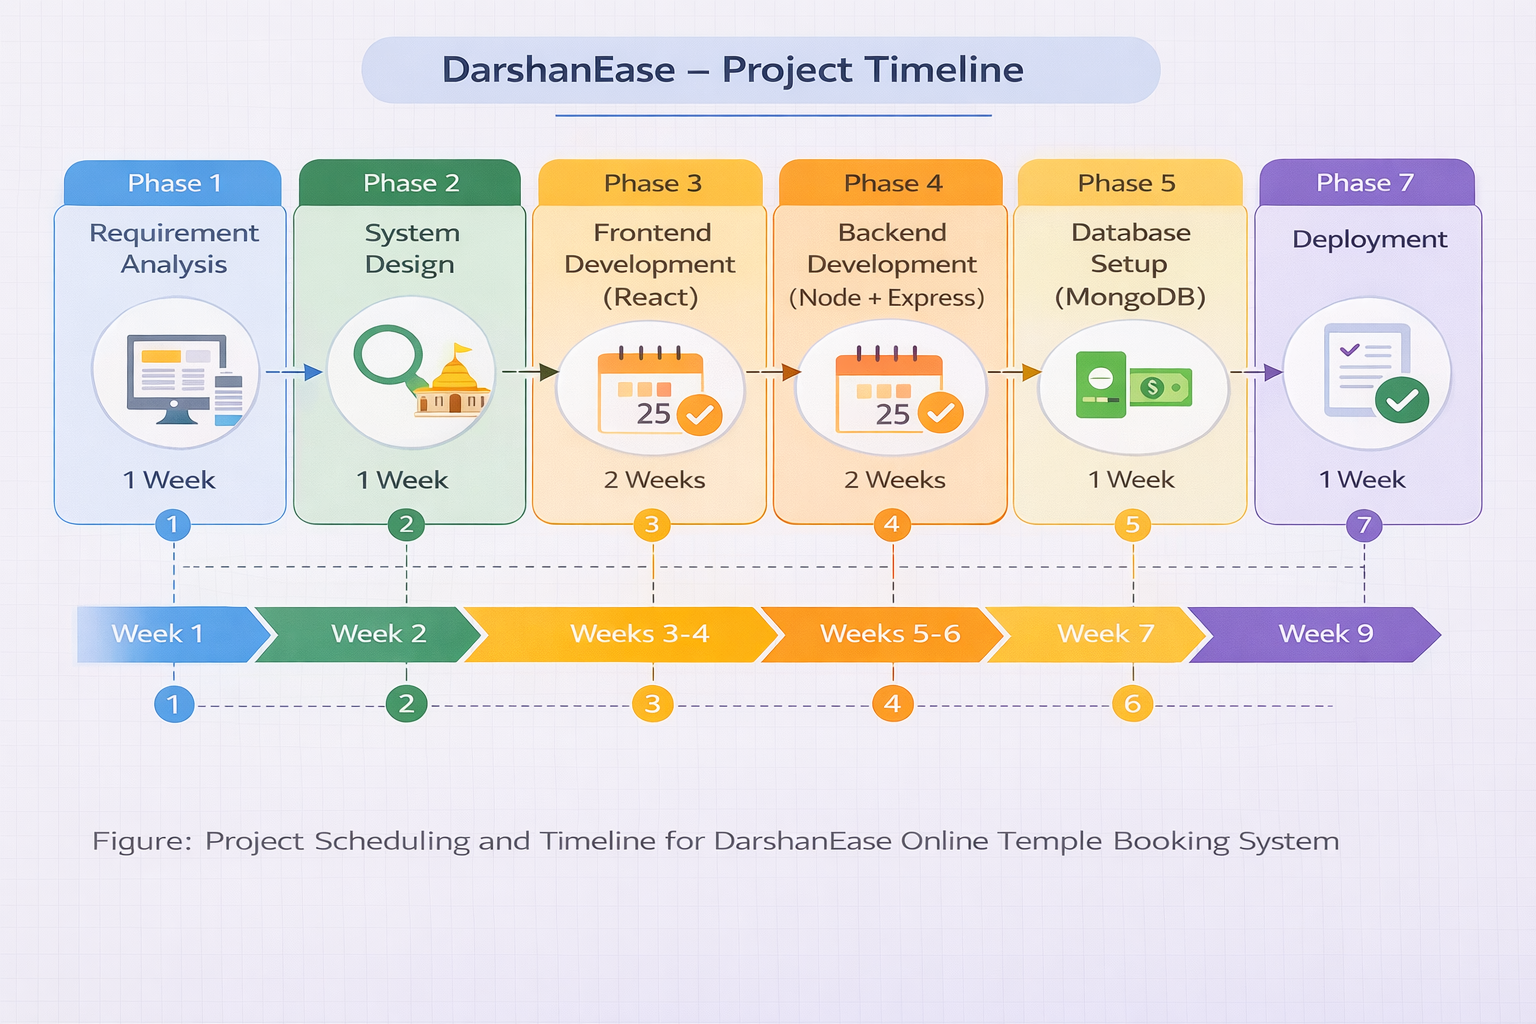 DarshanEase – Project Timeline
Phase 1
Requirement
Analysis
1 Week
1
Phase 2
System
Design
1 Week
2
Phase 3
Frontend
Development
(React)
25
2 Weeks
3
Phase 4
Backend
Development
(Node + Express)
25
2 Weeks
4
Phase 5
Database
Setup
(MongoDB)
$
1 Week
5
Phase 7
Deployment
1 Week
7
Week 1
Week 2
Weeks 3-4
Weeks 5-6
Week 7
Week 9
1
2
3
4
6
Figure: Project Scheduling and Timeline for DarshanEase Online Temple Booking System